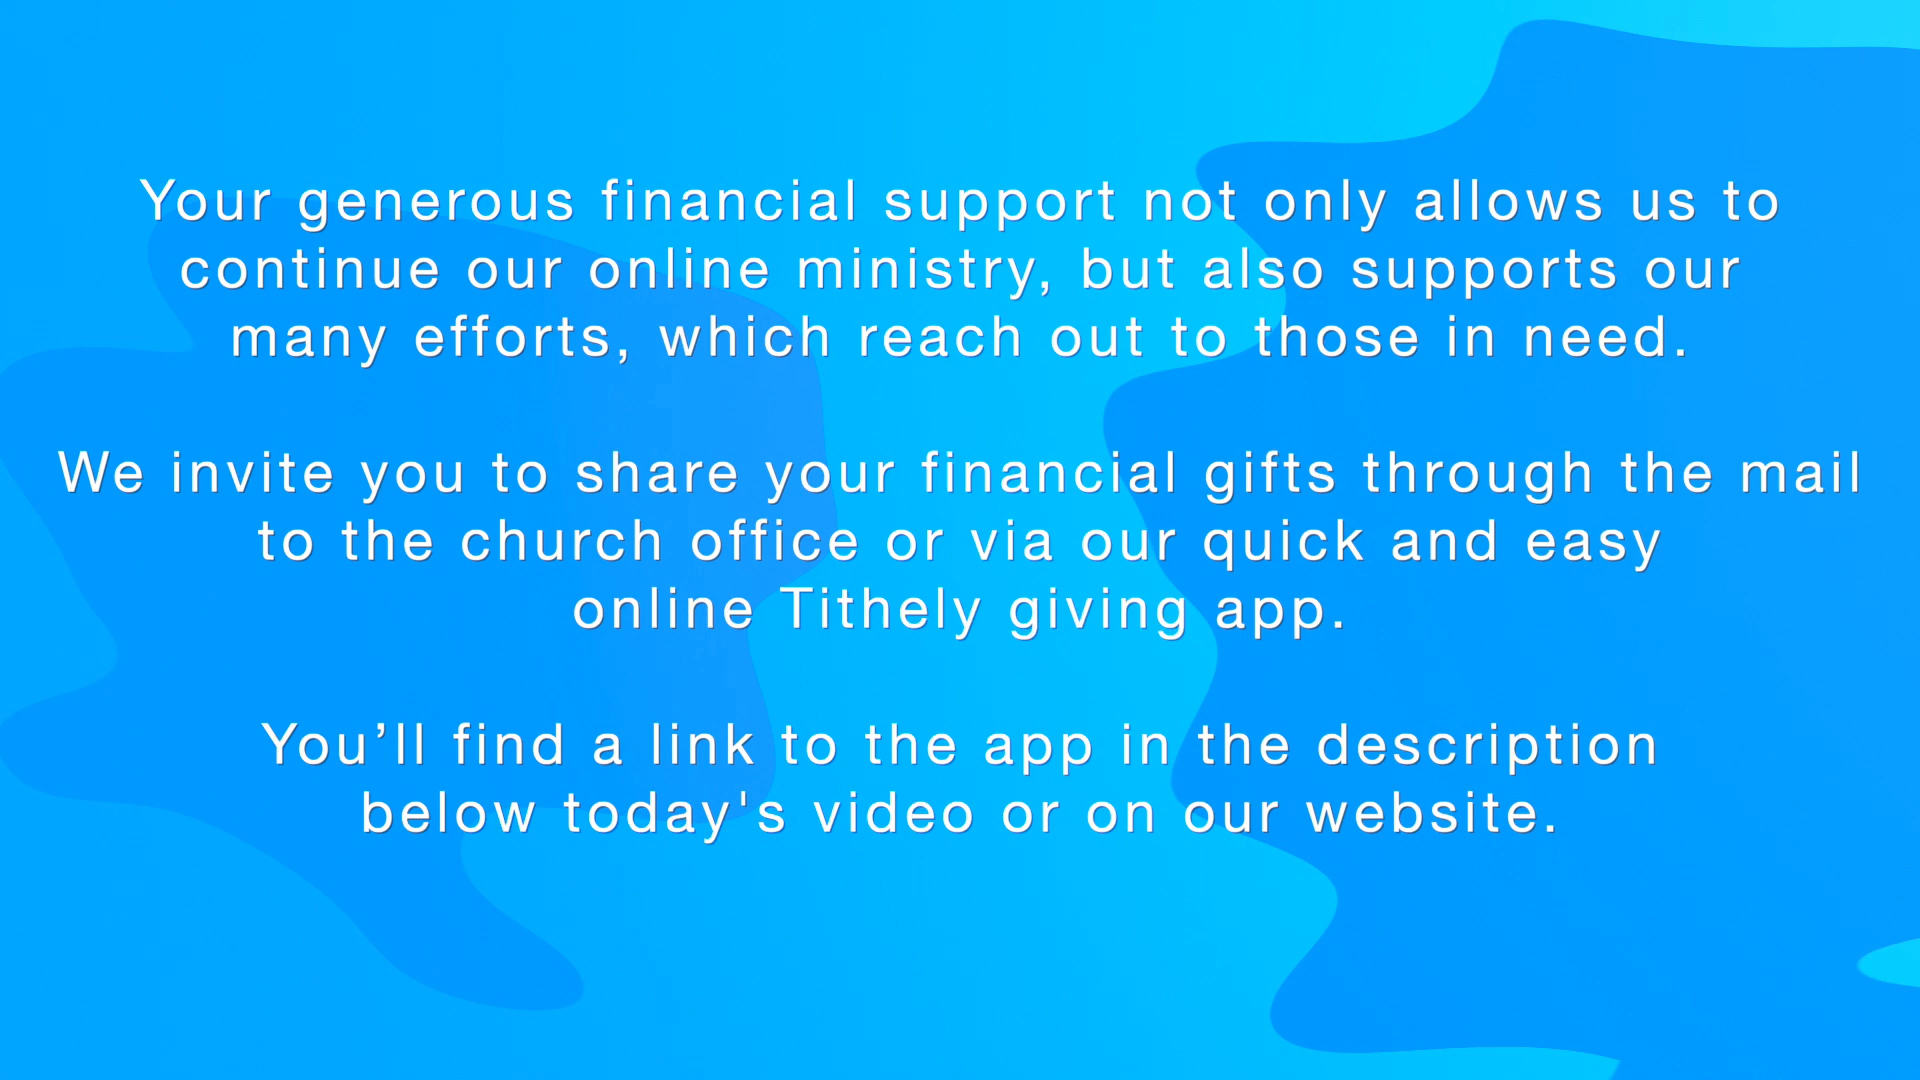 Your generous financial support not only allows us to
continue our online ministry, but also supports our
many efforts, which reach out to those in need.
We invite you to share your financial gifts through the mail
to the church office or via our quick and easy
online Tithely giving app.
You’ll find a link to the app in the description
below today's video or on our website.